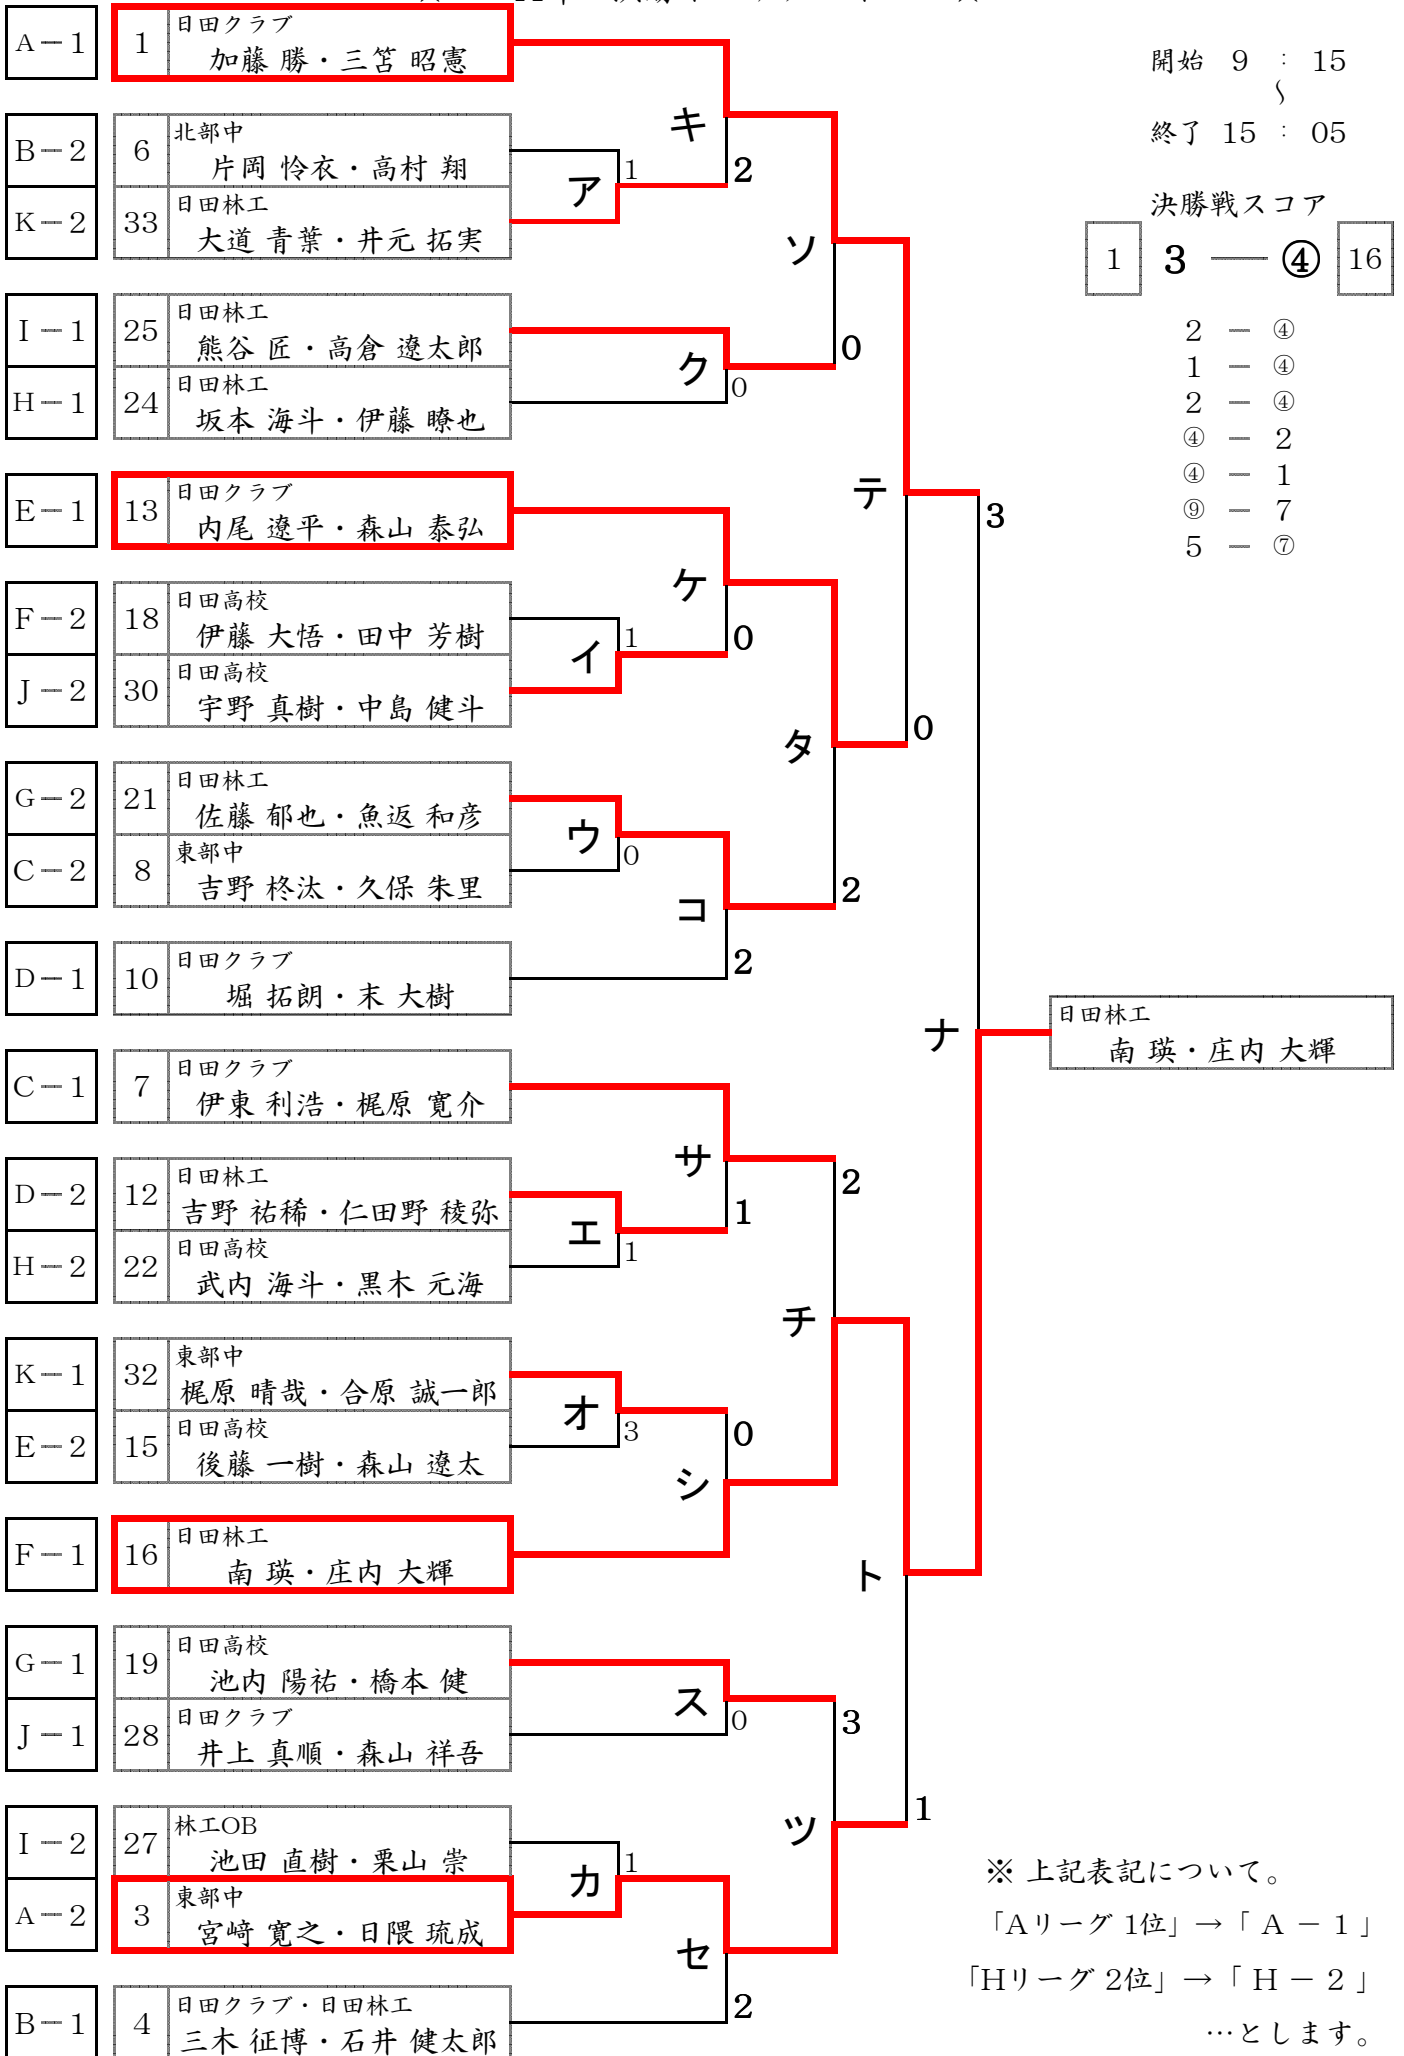 A－1 1 日田クラブ
加藤 勝・三笘 昭憲
開始 9 : 15
～
終了 15 : 05
キ
B－2 6 北部中
片岡 怜衣・高村 翔
1
2
ア
K－2 33 日田林工
大道 青葉・井元 拓実
決勝戦スコア
1 3 ― ④ 16
ソ
I－1 25 日田林工
熊谷 匠・高倉 遼太郎
2 － ④
1 － ④
2 － ④
④ － 2
④ － 1
⑨ － 7
5 － ⑦
0
ク
0
H－1 24 日田林工
坂本 海斗・伊藤 瞭也
E－1 13 日田クラブ
内尾 遼平・森山 泰弘
テ
3
ケ
F－2 18 日田高校
伊藤 大悟・田中 芳樹
1
0
イ
J－2 30 日田高校
宇野 真樹・中島 健斗
0
タ
G－2 21 日田林工
佐藤 郁也・魚返 和彦
ウ
0
C－2 8 東部中
吉野 柊汰・久保 朱里
2
コ
2
D－1 10 日田クラブ
堀 拓朗・末 大樹
ナ
日田林工
南 瑛・庄内 大輝
C－1 7 日田クラブ
伊東 利浩・梶原 寛介
サ
2
D－2 12 日田林工
吉野 祐稀・仁田野 稜弥
1
エ
1
H－2 22 日田高校
武内 海斗・黒木 元海
チ
K－1 32 東部中
梶原 晴哉・合原 誠一郎
オ
3
0
E－2 15 日田高校
後藤 一樹・森山 遼太
シ
F－1 16 日田林工
南 瑛・庄内 大輝
ト
G－1 19 日田高校
池内 陽祐・橋本 健
ス
0
3
J－1 28 日田クラブ
井上 真順・森山 祥吾
1
ツ
I－2 27 林工OB
池田 直樹・栗山 崇
1
カ
A－2 3 東部中
宮﨑 寛之・日隈 琉成
セ
2
B－1 4 日田クラブ・日田林工
三木 征博・石井 健太郎
※ 上記表記について。
「Aリーグ 1位」→「 A － 1 」
「Hリーグ 2位」→「 H － 2 」
…とします。